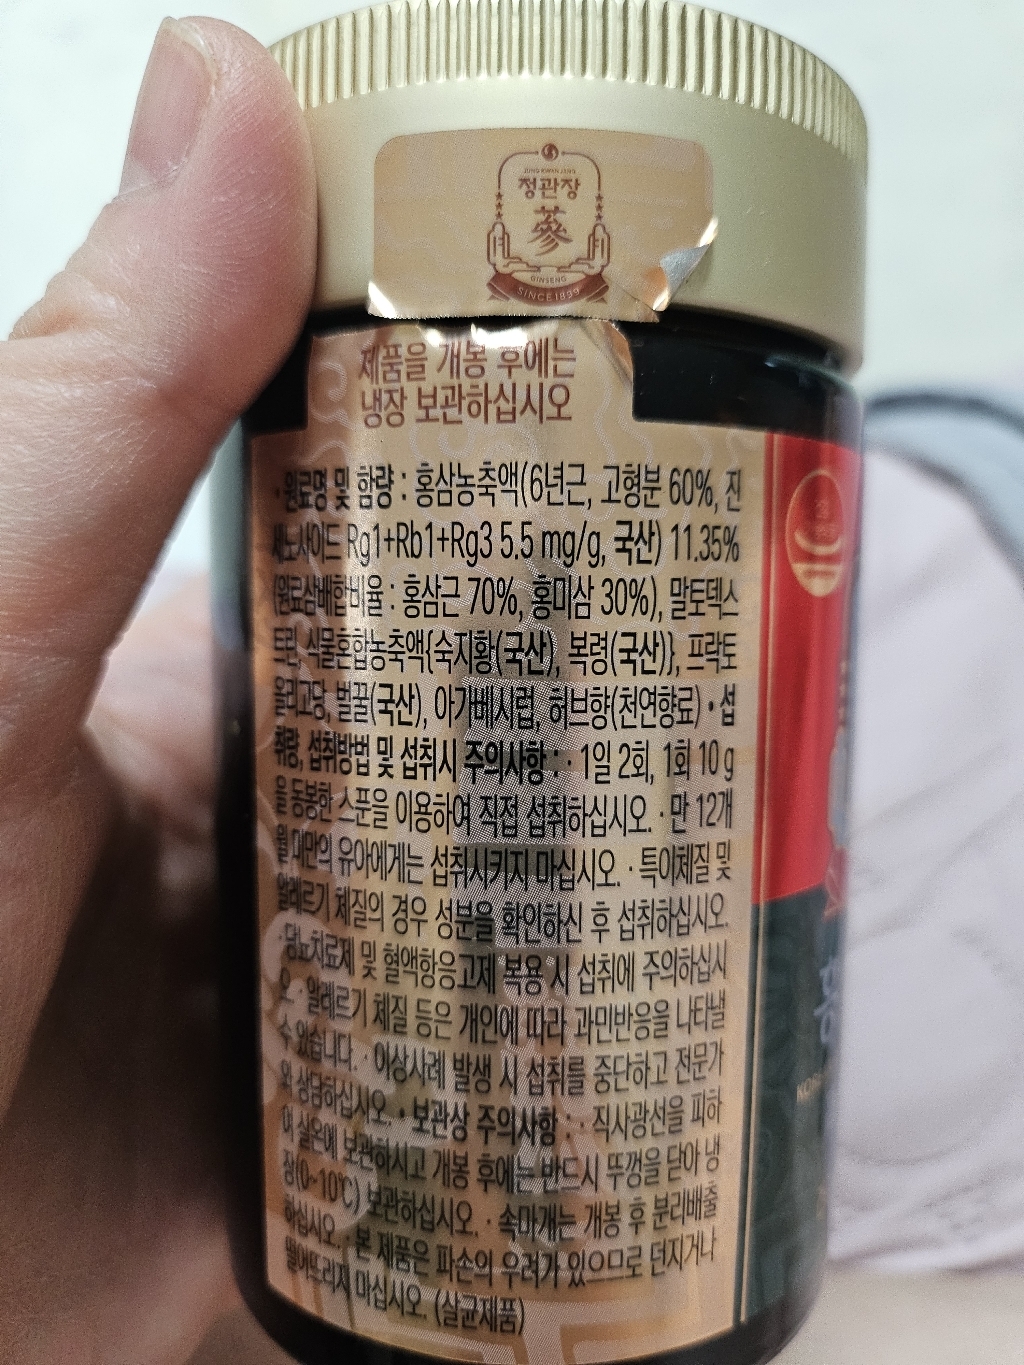 JUNG KWAN JANG
정관장
蔘
GINSENG
SINCE1899
제품을 개봉 후에는
냉장 보관하십시오
· 원료명 및 함량 : 홍삼농축액(6년근, 고형분 60%, 진
세노사이드 Rg1+Rb1+Rg3 5.5 mg/g, 국산) 11.35%
(원료삼배합비율 : 홍삼근 70%, 홍미삼 30%), 말토덱스
트린, 식물혼합농축액{숙지황(국산), 복령(국산)}, 프락토
올리고당, 벌꿀(국산), 아가베시럽, 허브향(천연향료) • 섭
취량, 섭취방법 및 섭취시 주의사항 : · 1일 2회, 1회 10 g
을 동봉한 스푼을 이용하여 직접 섭취하십시오. · 만 12개
월 미만의 유아에게는 섭취시키지 마십시오. · 특이체질 및
알레르기 체질의 경우 성분을 확인하신 후 섭취하십시오.
· 당뇨치료제 및 혈액항응고제 복용 시 섭취에 주의하십시
오. · 알레르기 체질 등은 개인에 따라 과민반응을 나타낼
수 있습니다. · 이상사례 발생 시 섭취를 중단하고 전문가
와 상담하십시오. • 보관상 주의사항 : · 직사광선을 피하
여 실온에 보관하시고 개봉 후에는 반드시 뚜껑을 닫아 냉
장(0~10℃) 보관하십시오. · 속마개는 개봉 후 분리배출
하십시오. · 본 제품은 파손의 우려가 있으므로 던지거나
떨어뜨리지 마십시오. (살균제품)